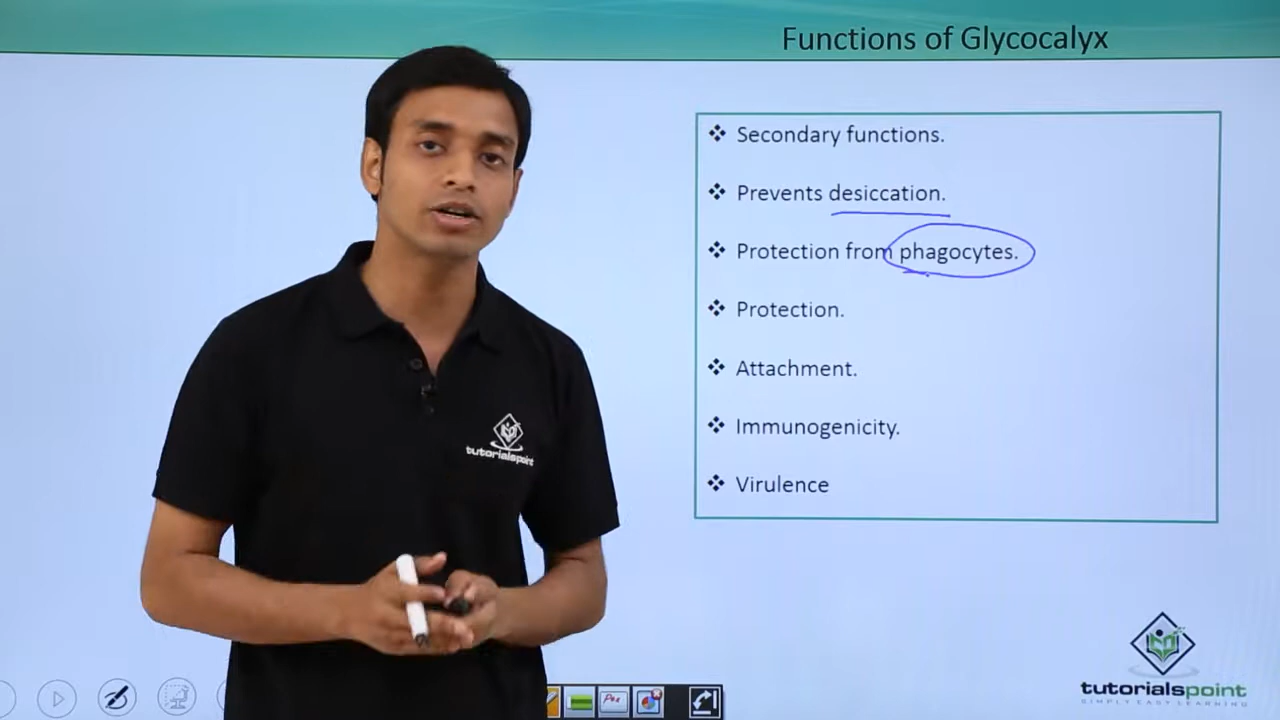 Functions of Glycocalyx
Secondary functions.
Prevents desiccation.
Protection from phagocytes.
Protection.
Attachment.
Immunogenicity.
Virulence
tutorialspoint
tutorialspoint
SIMPLY EASY LEARNING